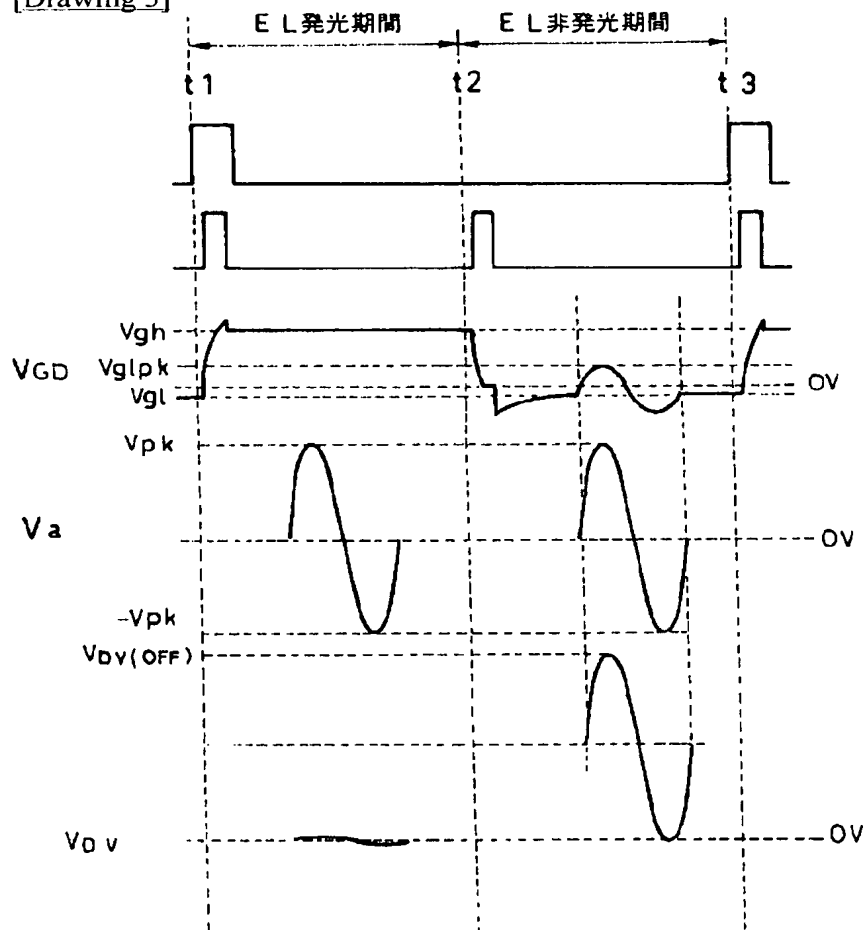 [Drawing 3]
EL発光期間 EL非発光期間
t1 t2 t3
Vgh
VGD Vglpk
Vgl 0V
Vpk
Va 0V
-Vpk
VDV(OFF)
VDV 0V